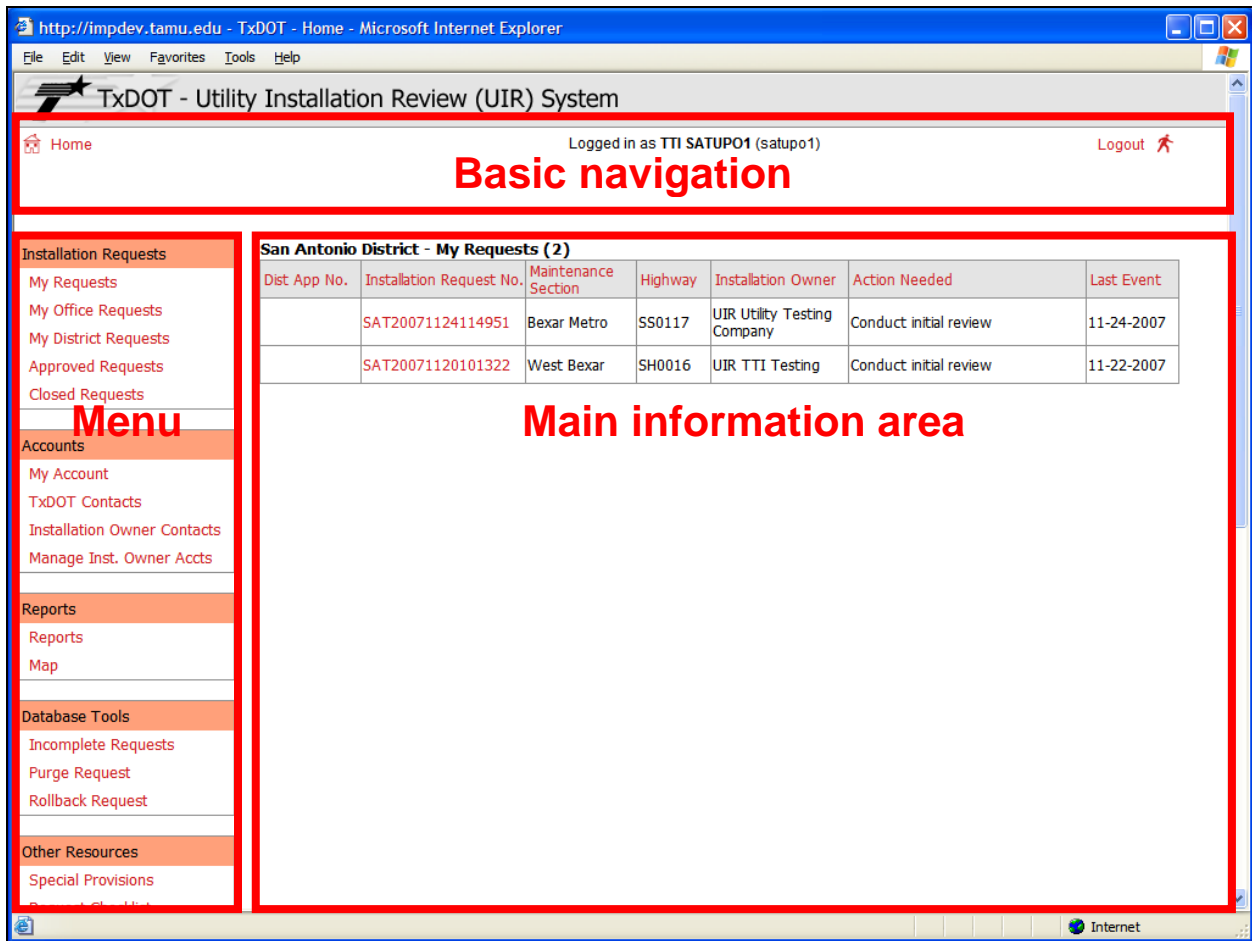 http://impdev.tamu.edu - TxDOT - Home - Microsoft Internet Explorer
File Edit View Favorites Tools Help
TxDOT - Utility Installation Review (UIR) System
Home Logged in as TTI SATUPO1 (satupo1) Logout
Basic navigation
Installation Requests
My Requests
My Office Requests
My District Requests
Approved Requests
Closed Requests
Menu
Accounts
My Account
TxDOT Contacts
Installation Owner Contacts
Manage Inst. Owner Accts
Reports
Reports
Map
Database Tools
Incomplete Requests
Purge Request
Rollback Request
Other Resources
Special Provisions
San Antonio District - My Requests (2)
Dist App No. Installation Request No. Maintenance Section Highway Installation Owner Action Needed Last Event
SAT20071124114951 Bexar Metro SS0117 UIR Utility Testing Company Conduct initial review 11-24-2007
SAT20071120101322 West Bexar SH0016 UIR TTI Testing Conduct initial review 11-22-2007
Main information area
Internet